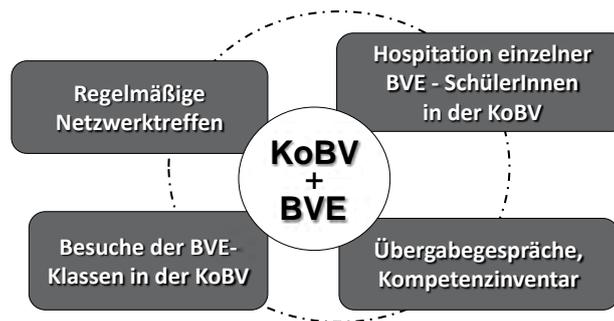 Regelmäßige
Netzwerktreffen
Hospitation einzelner
BVE - SchülerInnen
in der KoBV
KoBV
+
BVE
Besuche der BVE-
Klassen in der KoBV
Übergabegespräche,
Kompetenzinventar